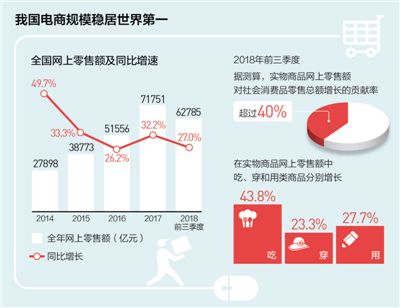 我国电商规模稳居世界第一
全国网上零售额及同比增速
49.7%
33.3%
26.2%
32.2%
27.0%
27898
38773
51556
71751
62785
2014
2015
2016
2017
2018
前三季度
全年网上零售额（亿元）
同比增长
2018年前三季度
据测算，实物商品网上零售额
对社会消费品零售总额增长的贡献率
超过40%
在实物商品网上零售额中
吃、穿和用类商品分别增长
43.8%
23.3%
27.7%
吃
穿
用